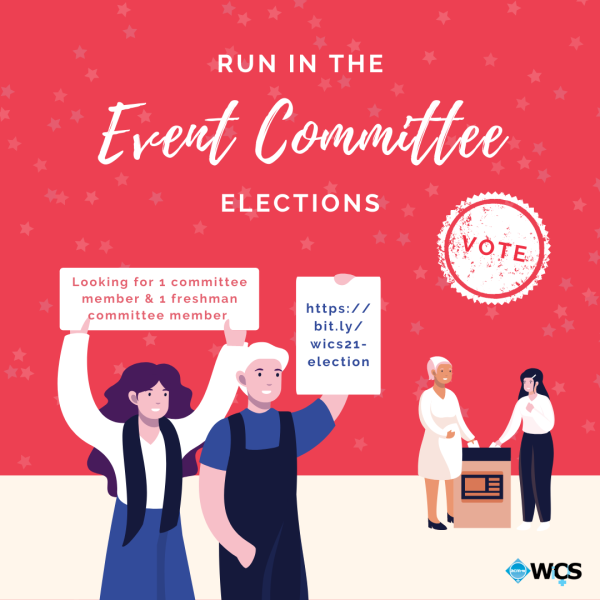 RUN IN THE
Event Committee
ELECTIONS
VOTE
Looking for 1 committee
member & 1 freshman
committee member
https://
bit.ly/
wics21-
election
WCS